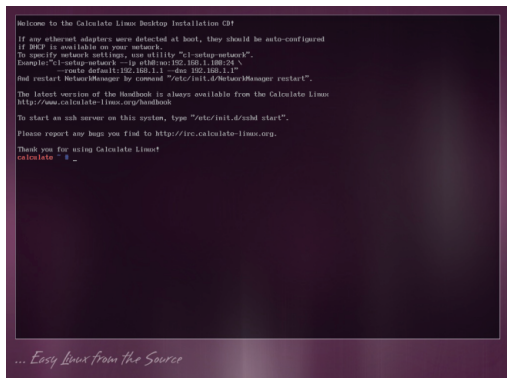 Welcome to the Calculate Linux Desktop Installation CD!
If any ethernet adapters were detected at boot, they should be auto-configured
if DHCP is available on your network.
To specify network settings, use utility "cl-setup-network".
Example:"cl-setup-network --ip eth0:no:192.168.1.100:24 \
--route default:192.168.1.1 --dns 192.168.1.1"
And restart NetworkManager by command "/etc/init.d/NetworkManager restart".
The latest version of the Handbook is always available from the Calculate Linux
http://www.calculate-linux.org/handbook
To start an ssh server on this system, type "/etc/init.d/sshd start".
Please report any bugs you find to http://irc.calculate-linux.org.
Thank you for using Calculate Linux!
calculate ~ # _
... Easy Linux from the Source